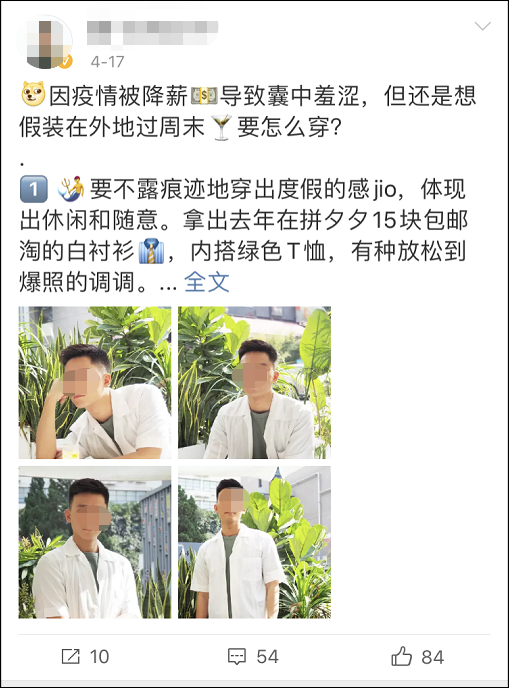 4-17
因疫情被降薪💵导致囊中羞涩，但还是想
假装在外地过周末🍸要怎么穿？
.
1️⃣🧜‍♂️要不露痕迹地穿出度假的感jio，体现
出休闲和随意。拿出去年在拼夕夕15块包邮
淘的白衬衫👔，内搭绿色T恤，有种放松到
爆照的调调。... 全文
10 54 84